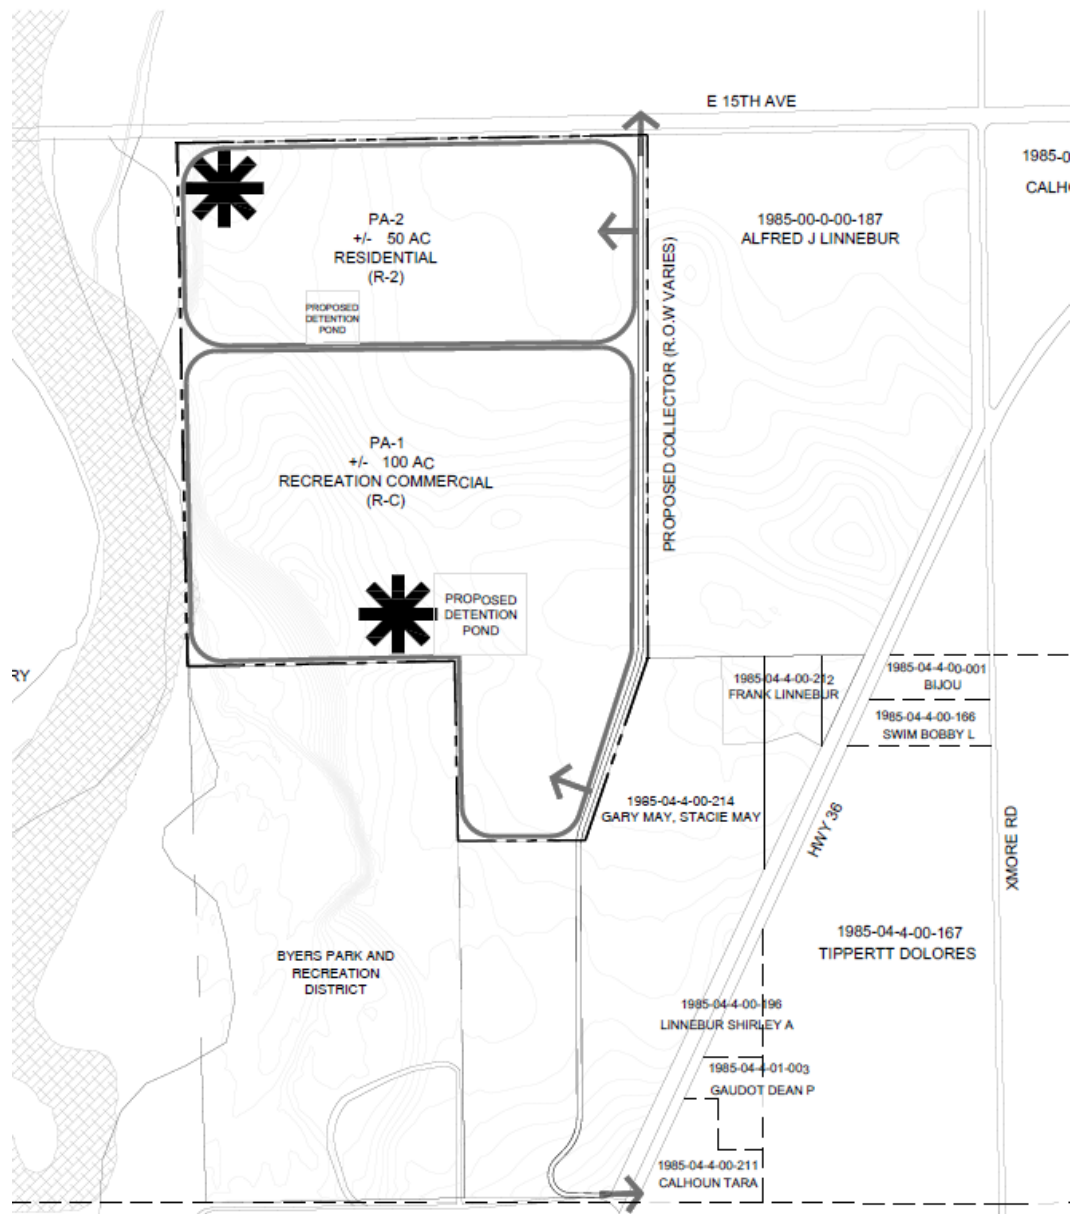 E 15TH AVE
1985-0
CALH
1985-00-0-00-187
ALFRED J LINNEBUR
PA-2
+/- 50 AC
RESIDENTIAL
(R-2)
PROPOSED
DETENTION
POND
PROPOSED COLLECTOR (R.O.W VARIES)
PA-1
+/- 100 AC
RECREATION COMMERCIAL
(R-C)
PROPOSED
DETENTION
POND
RY
1985-04-4-00-212
FRANK LINNEBUR
1985-04-4-00-001
BIJOU
1985-04-4-00-166
SWIM BOBBY L
1985-04-4-00-214
GARY MAY, STACIE MAY
HWY 36
XMORE RD
1985-04-4-00-167
TIPPERTT DOLORES
BYERS PARK AND
RECREATION
DISTRICT
1985-04-4-00-196
LINNEBUR SHIRLEY A
1985-04-4-01-003
GAUDOT DEAN P
1985-04-4-00-211
CALHOUN TARA